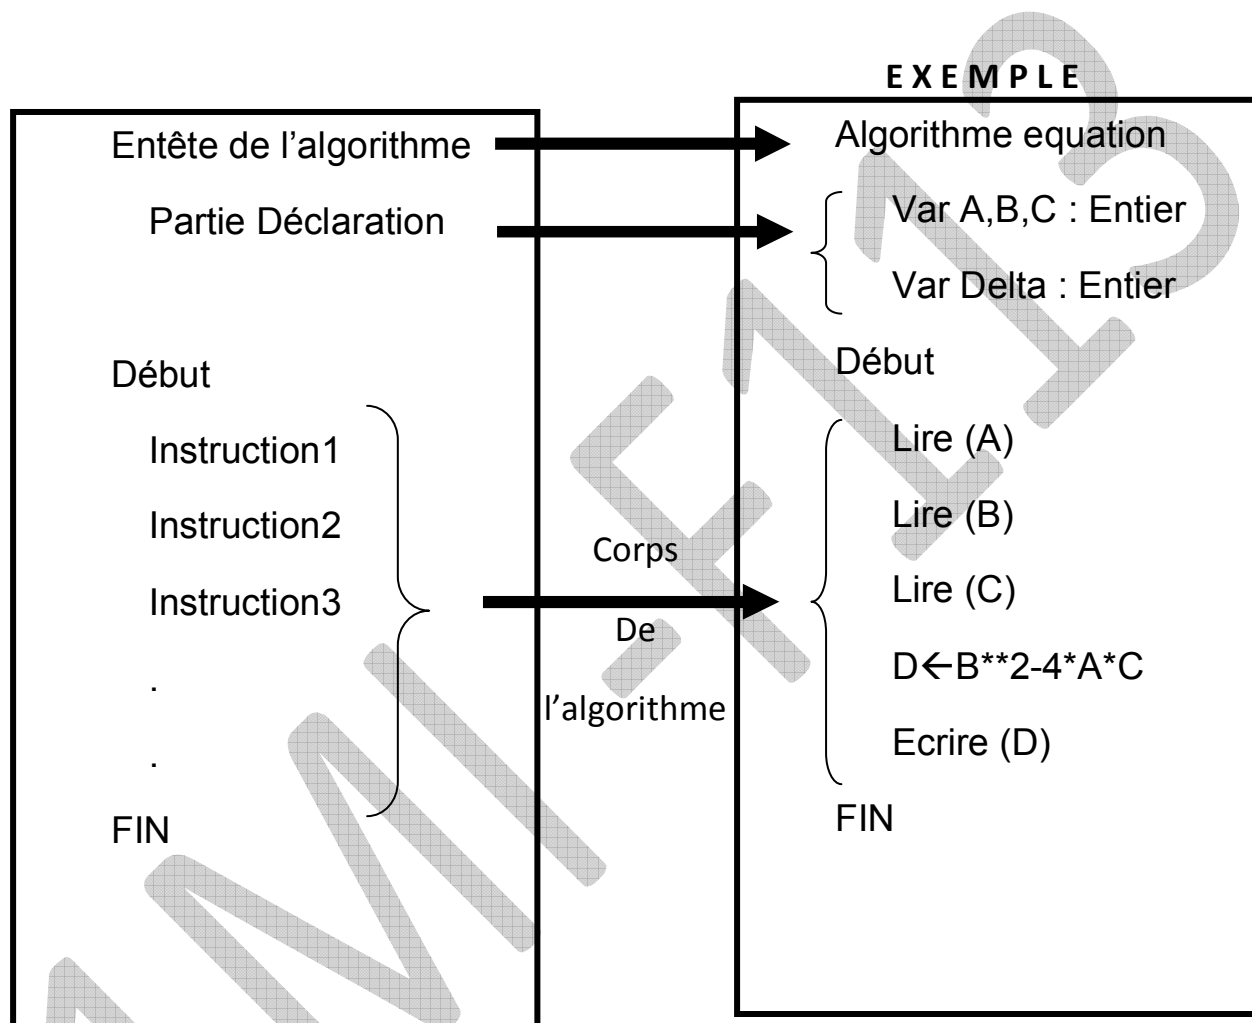 EXEMPLE
Entête de l’algorithme
Partie Déclaration
Début
Instruction1
Instruction2
Instruction3
.
.
FIN
Corps
De
l’algorithme
Algorithme equation
Var A,B,C : Entier
Var Delta : Entier
Début
Lire (A)
Lire (B)
Lire (C)
D←B**2-4*A*C
Ecrire (D)
FIN